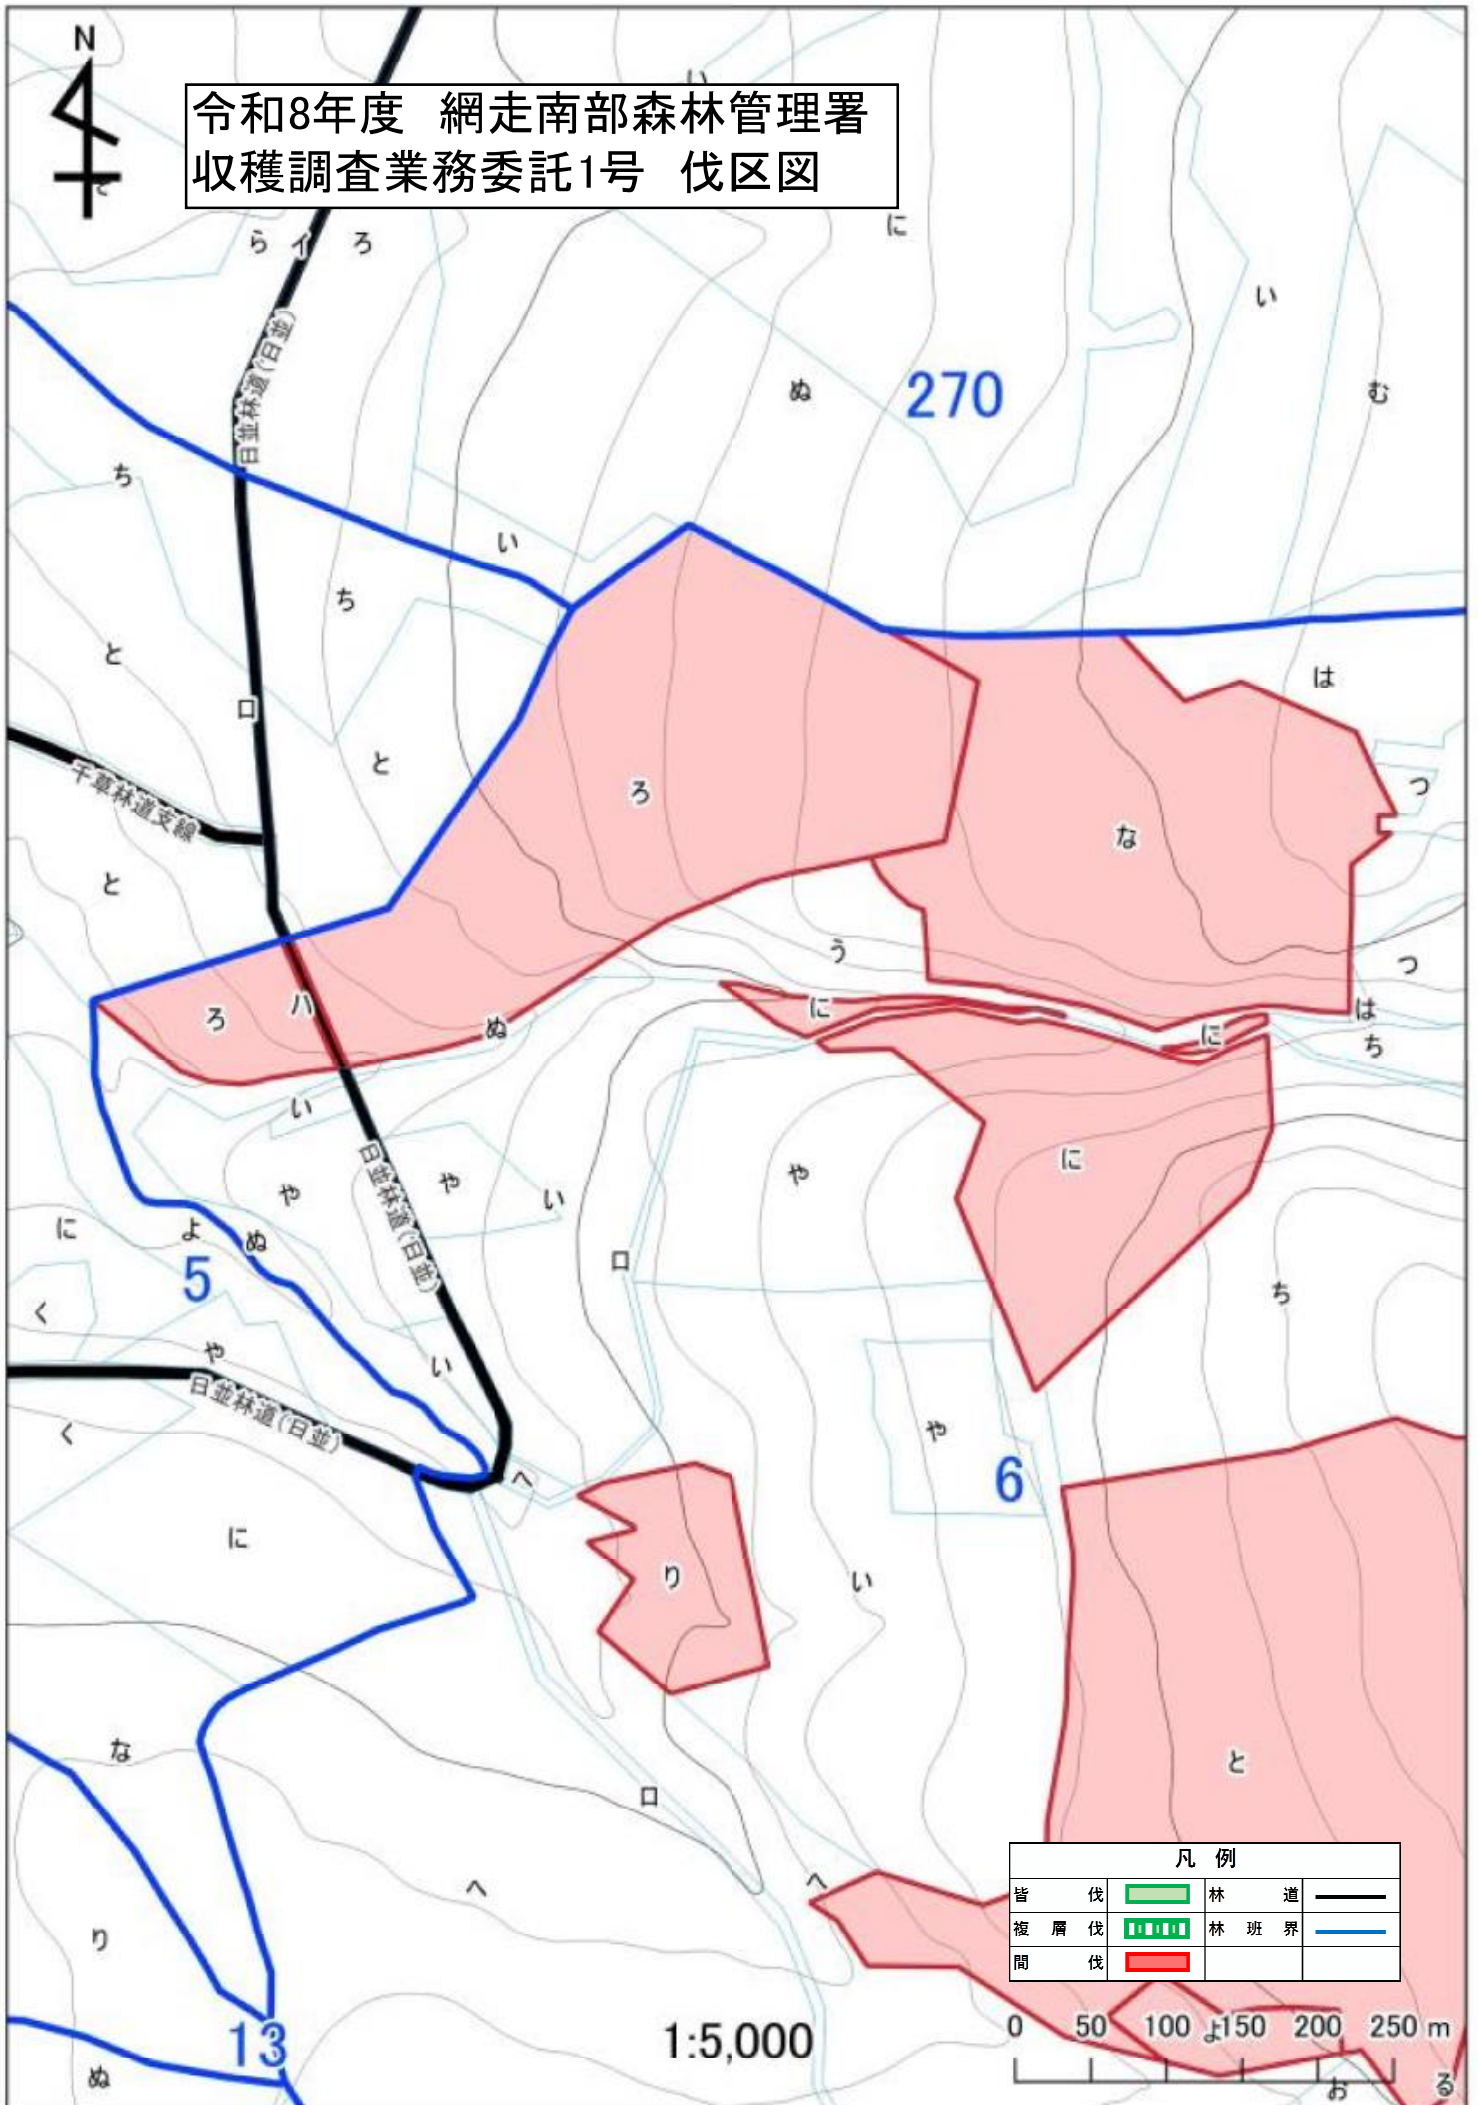 N
い
令和8年度　網走南部森林管理署
収穫調査業務委託1号　伐区図
に
ら イ ろ
い
日並林道(日並)
ぬ
270
む
ち
い
ち
と
は
ロ
と
千草林道支線
ろ
つ
な
と
う
つ
ろ
ハ
ぬ
に
に
は
ち
い
や
日並林道(日並)
や
い
や
に
に
よ
ぬ
5
ロ
ち
く
や
い
日並林道(日並)
く
や
6
へ
に
り
い
な
と
ロ
へ
へ
り
凡　例
皆伐
林道
複層伐
林班界
間伐
13
1:5,000
0 50 100 150 200 250 m
よ
ぬ
お
る